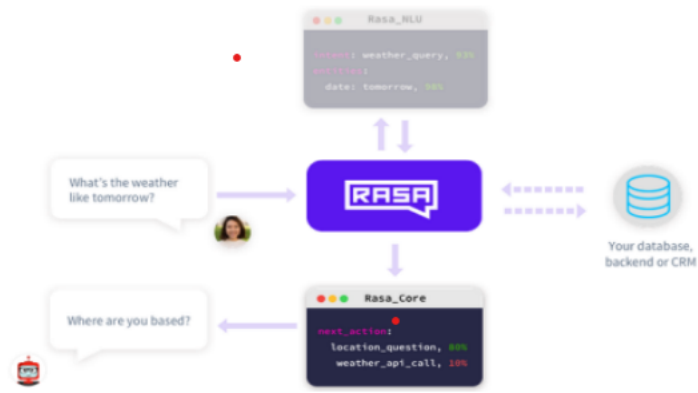 Rasa_NLU
intent: weather_query, 93%
entities:
date: tomorrow,
What's the weather
like tomorrow?
RASA
Your database,
backend or CRM
Rasa_Core
next_action:
location_question, 80%
weather_api_call, 10%
Where are you based?